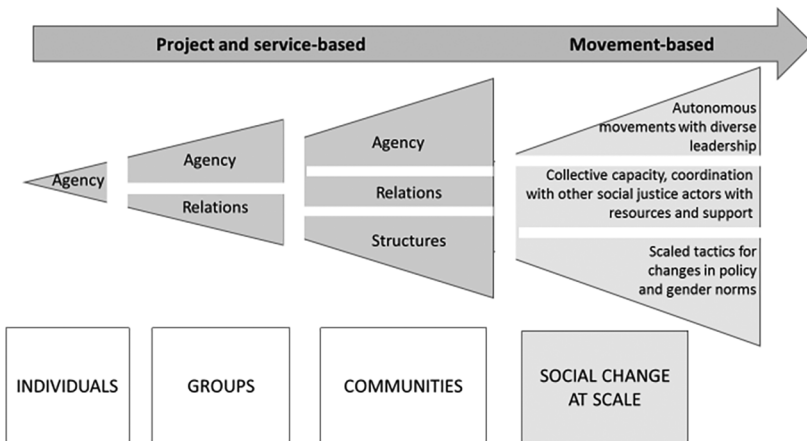 Project and service-based
Movement-based
Agency
Agency
Relations
Agency
Relations
Structures
Autonomous
movements with diverse
leadership
Collective capacity, coordination
with other social justice actors with
resources and support
Scaled tactics for
changes in policy
and gender norms
INDIVIDUALS
GROUPS
COMMUNITIES
SOCIAL CHANGE
AT SCALE